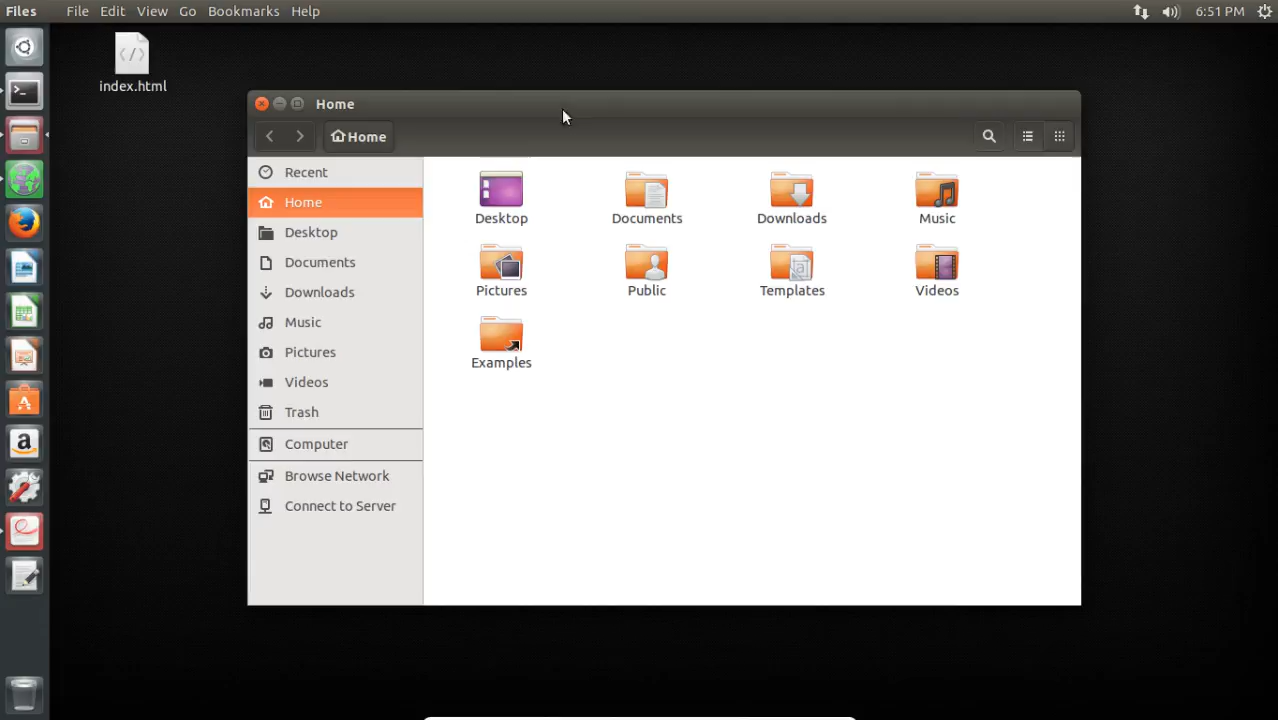 Files File Edit View Go Bookmarks Help 6:51 PM
index.html
Home
Home
Recent
Home
Desktop
Documents
Downloads
Music
Pictures
Videos
Trash
Computer
Browse Network
Connect to Server
Desktop Documents Downloads Music
Pictures Public Templates Videos
Examples